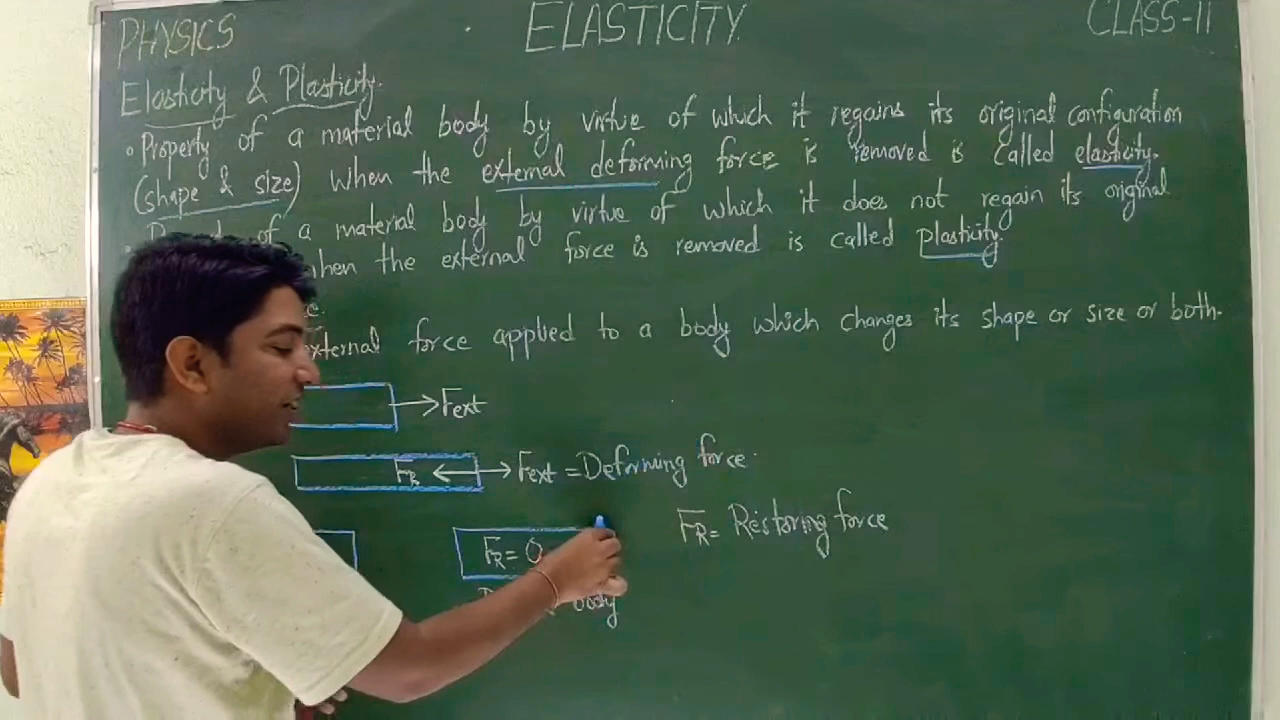 PHYSICS
ELASTICITY
CLASS-11
Elasticity & Plasticity.
• Property of a material body by virtue of which it regains its original configuration
(shape & size) when the external deforming force is removed is called elasticity.
of a material body by virtue of which it does not regain its original
when the external force is removed is called plasticity.
external force applied to a body which changes its shape or size or both.
Fext
FR Fext = Deforming force
FR = Restoring force
FR = 0
body